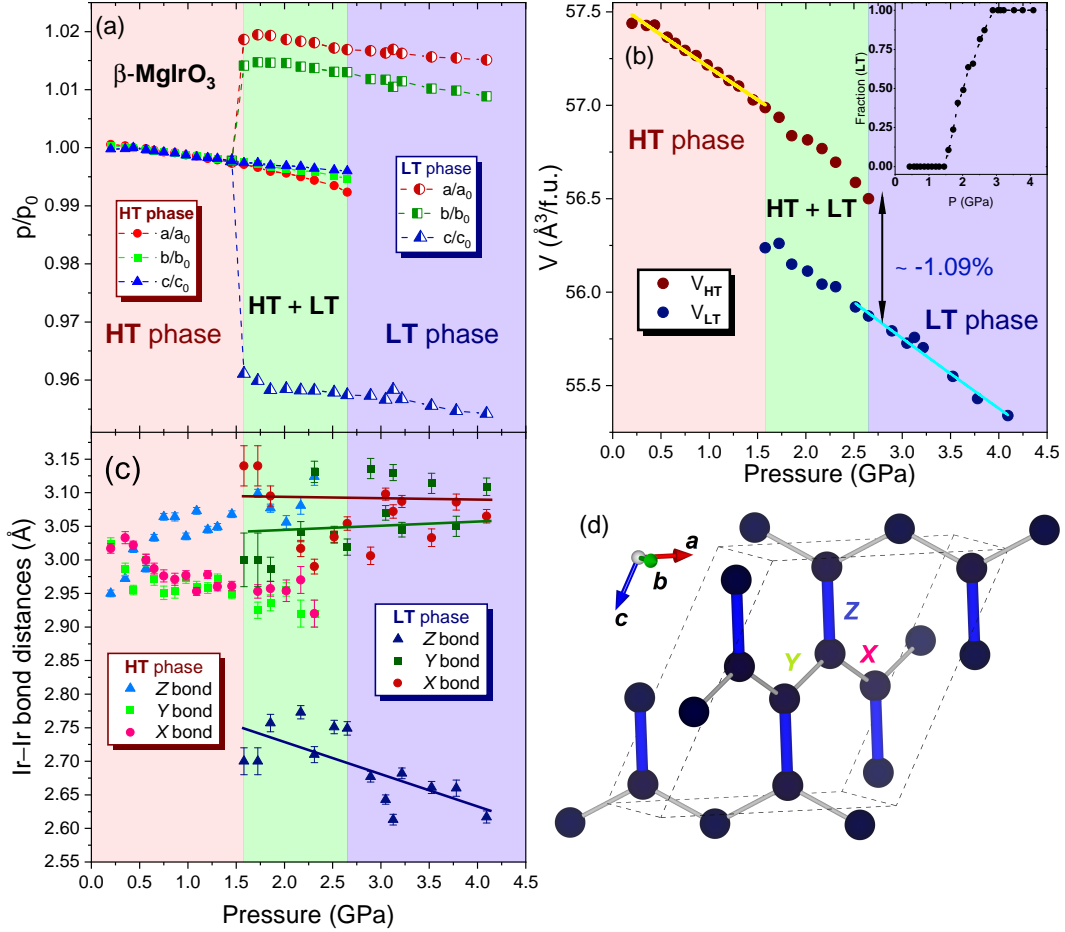 (a)
β-MgIrO3
1.02
1.01
1.00
0.99
0.98
0.97
0.96
p/p0
HT phase
a/a0
b/b0
c/c0
LT phase
a/a0
b/b0
c/c0
HT phase
HT + LT
LT phase
(b)
57.5
57.0
56.5
56.0
55.5
V (Å3/f.u.)
HT phase
HT + LT
~ -1.09%
LT phase
VHT
VLT
0.0 0.5 1.0 1.5 2.0 2.5 3.0 3.5 4.0 4.5
Pressure (GPa)
1.00
0.75
0.50
0.25
0.00
Fraction (LT)
0 1 2 3 4
P (GPa)
(c)
3.15
3.10
3.05
3.00
2.95
2.90
2.85
2.80
2.75
2.70
2.65
2.60
2.55
Ir–Ir bond distances (Å)
HT phase
Z bond
Y bond
X bond
LT phase
Z bond
Y bond
X bond
0.0 0.5 1.0 1.5 2.0 2.5 3.0 3.5 4.0 4.5
Pressure (GPa)
(d)
a
b
c
Z
Y
X